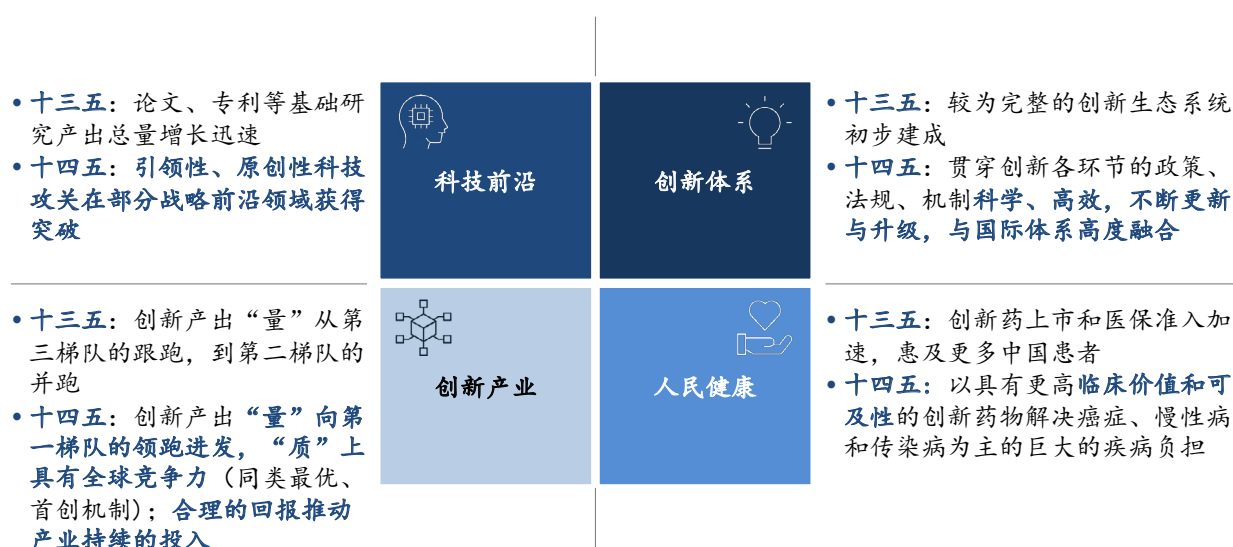 • 十三五：论文、专利等基础研
究产出总量增长迅速
• 十四五：引领性、原创性科技
攻关在部分战略前沿领域获得
突破
科技前沿
创新体系
• 十三五：较为完整的创新生态系统
初步建成
• 十四五：贯穿创新各环节的政策、
法规、机制科学、高效，不断更新
与升级，与国际体系高度融合
• 十三五：创新产出“量”从第
三梯队的跟跑，到第二梯队的
并跑
• 十四五：创新产出“量”向第
一梯队的领跑进发，“质”上
具有全球竞争力（同类最优、
首创机制）；合理的回报推动
产业持续的投入
创新产业
人民健康
• 十三五：创新药上市和医保准入加
速，惠及更多中国患者
• 十四五：以具有更高临床价值和可
及性的创新药物解决癌症、慢性病
和传染病为主的巨大的疾病负担